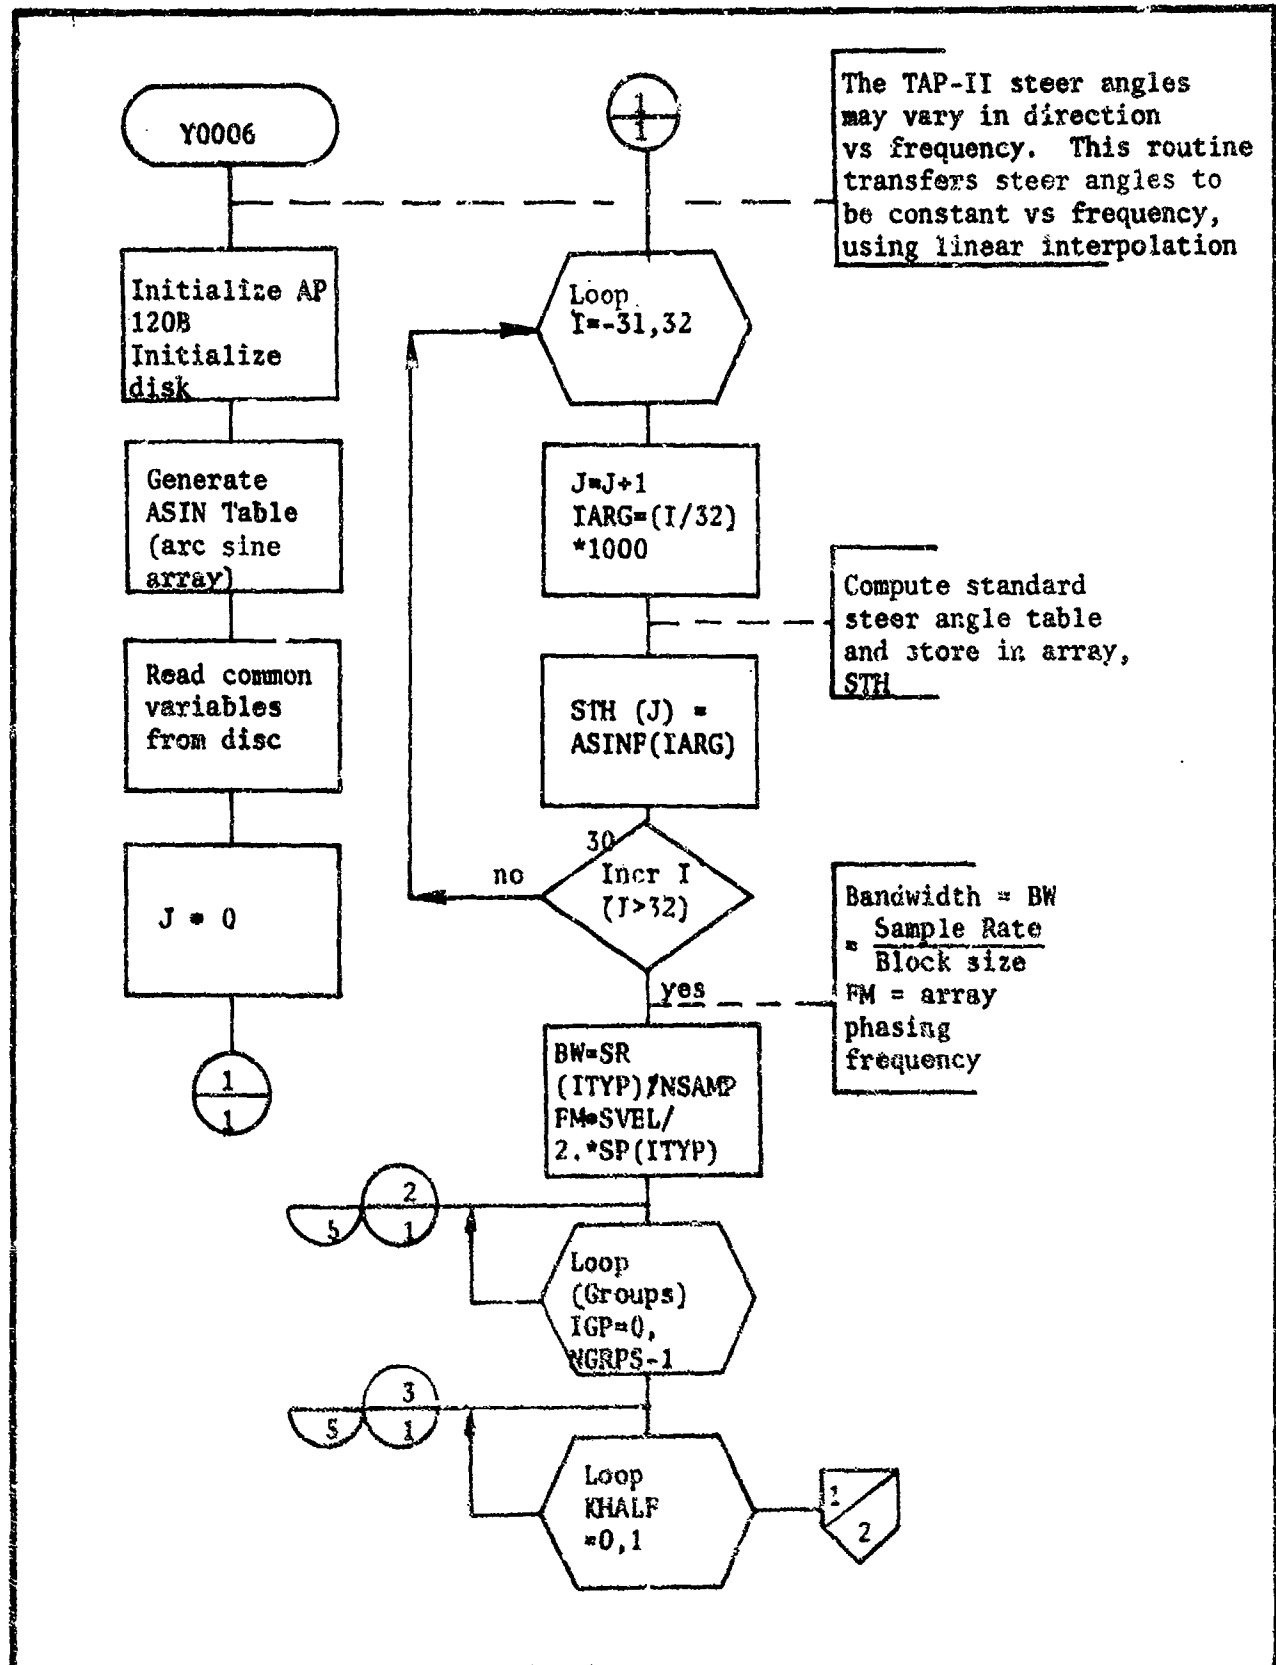 Y0006
Initialize AP
120B
Initialize
disk
Generate
ASIN Table
(arc sine
array)
Read common
variables
from disc
J = 0
1
1
1
1
The TAP-II steer angles
may vary in direction
vs frequency. This routine
transfers steer angles to
be constant vs frequency,
using linear interpolation
Loop
I=-31,32
J=J+1
IARG=(I/32)
*1000
Compute standard
steer angle table
and store in array,
STH
STH (J) =
ASINF(IARG)
30
Incr I
(I>32)
no
yes
Bandwidth = BW
= Sample Rate
Block size
FM = array
phasing
frequency
BW=SR
(ITYP)/NSAMP
FM=SVEL/
2.*SP(ITYP)
2
5 1
Loop
(Groups)
IGP=0,
NGRPS-1
3
5 1
Loop
KHALF
=0,1
1
2